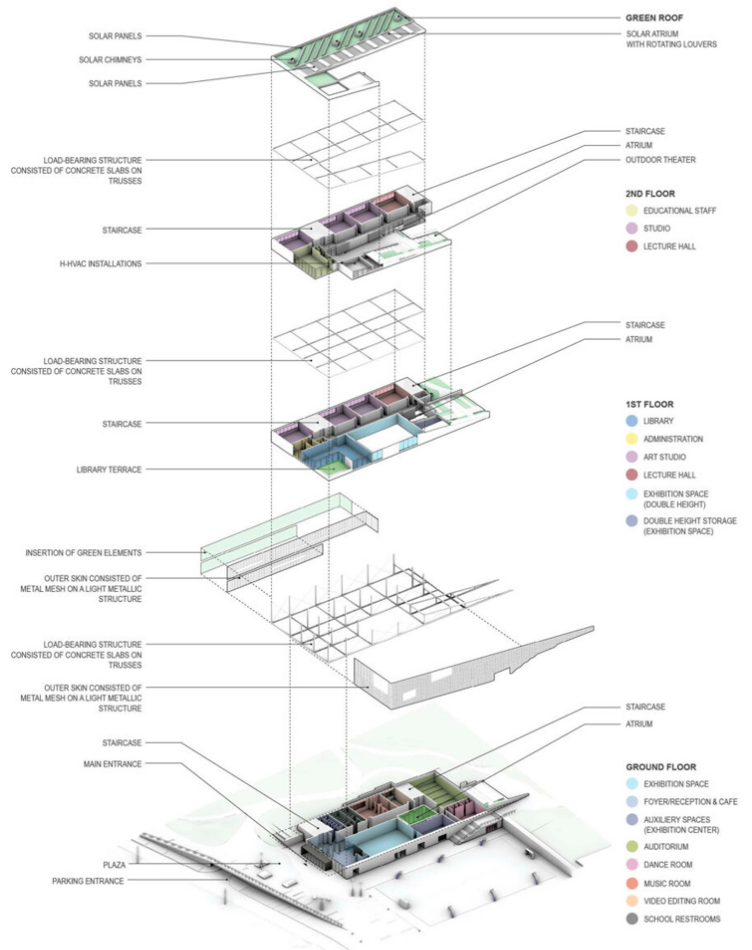 SOLAR PANELS
SOLAR CHIMNEYS
SOLAR PANELS
GREEN ROOF
SOLAR ATRIUM
WITH ROTATING LOUVERS
LOAD-BEARING STRUCTURE
CONSISTED OF CONCRETE SLABS ON
TRUSSES
STAIRCASE
H-HVAC INSTALLATIONS
STAIRCASE
ATRIUM
OUTDOOR THEATER
2ND FLOOR
EDUCATIONAL STAFF
STUDIO
LECTURE HALL
LOAD-BEARING STRUCTURE
CONSISTED OF CONCRETE SLABS ON
TRUSSES
STAIRCASE
LIBRARY TERRACE
STAIRCASE
ATRIUM
1ST FLOOR
LIBRARY
ADMINISTRATION
ART STUDIO
LECTURE HALL
EXHIBITION SPACE
(DOUBLE HEIGHT)
DOUBLE HEIGHT STORAGE
(EXHIBITION SPACE)
INSERTION OF GREEN ELEMENTS
OUTER SKIN CONSISTED OF
METAL MESH ON A LIGHT METALLIC
STRUCTURE
LOAD-BEARING STRUCTURE
CONSISTED OF CONCRETE SLABS ON
TRUSSES
OUTER SKIN CONSISTED OF
METAL MESH ON A LIGHT METALLIC
STRUCTURE
STAIRCASE
MAIN ENTRANCE
PLAZA
PARKING ENTRANCE
STAIRCASE
ATRIUM
GROUND FLOOR
EXHIBITION SPACE
FOYER/RECEPTION & CAFE
AUXILIERY SPACES
(EXHIBITION CENTER)
AUDITORIUM
DANCE ROOM
MUSIC ROOM
VIDEO EDITING ROOM
SCHOOL RESTROOMS